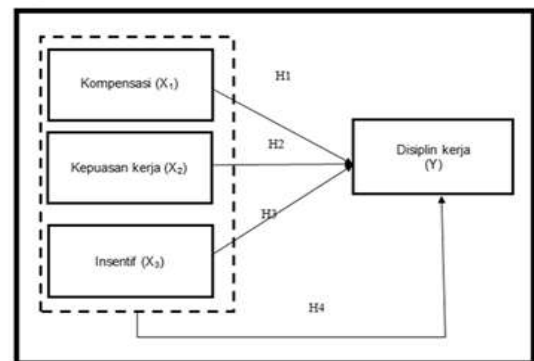 Kompensasi (X₁)
H1
Kepuasan kerja (X₂)
H2
Disiplin kerja
(Y)
H3
Insentif (X₃)
H4